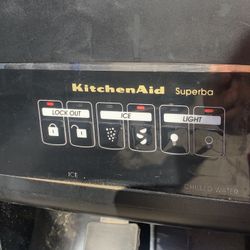 KitchenAid Superba
LOCK OUT ICE LIGHT
ICE
CHILLED WATER